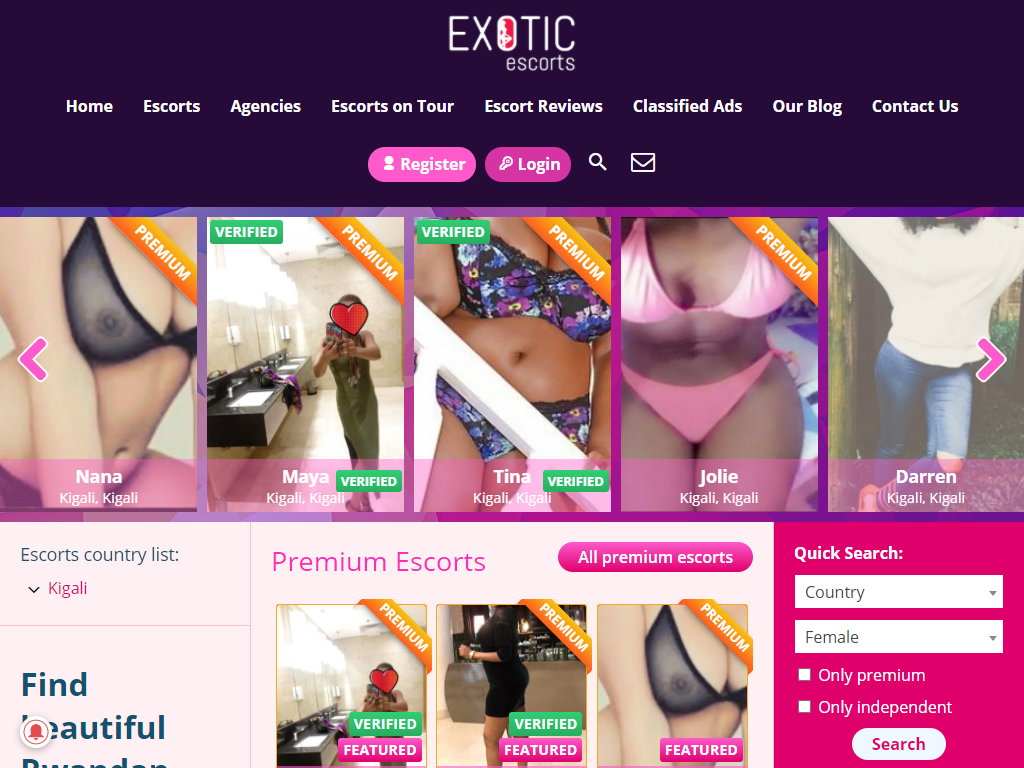 EXOTIC
escorts
Home
Escorts
Agencies
Escorts on Tour
Escort Reviews
Classified Ads
Our Blog
Contact Us
Register
Login
PREMIUM
VERIFIED
PREMIUM
VERIFIED
PREMIUM
PREMIUM
Nana
Kigali, Kigali
Maya
Kigali, Kigali
VERIFIED
Tina
Kigali, Kigali
VERIFIED
Jolie
Kigali, Kigali
Darren
Kigali, Kigali
Escorts country list:
Kigali
Find
beautiful
Rwandan
Premium Escorts
All premium escorts
PREMIUM
VERIFIED
FEATURED
PREMIUM
VERIFIED
FEATURED
PREMIUM
FEATURED
Quick Search:
Country
Female
Only premium
Only independent
Search